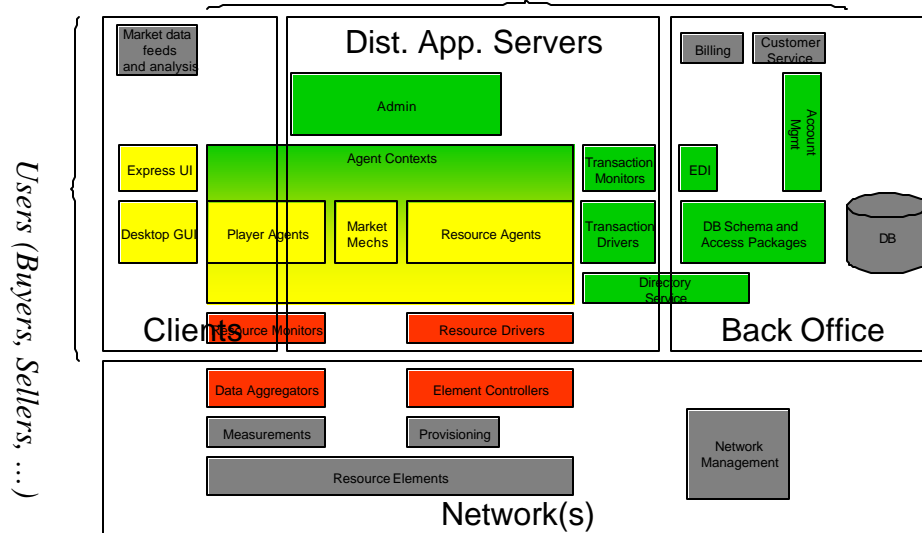 Market data
feeds
and analysis
Dist. App. Servers
Billing
Customer
Service
Admin
Account
Mgmt
Agent Contexts
Express UI
Transaction
Monitors
EDI
Desktop GUI
Player Agents
Market
Mechs
Resource Agents
Transaction
Drivers
DB Schema and
Access Packages
DB
Directory
Service
Clients
Resource Monitors
Resource Drivers
Back Office
Users (Buyers, Sellers, ...)
Data Aggregators
Element Controllers
Measurements
Provisioning
Network
Management
Resource Elements
Network(s)